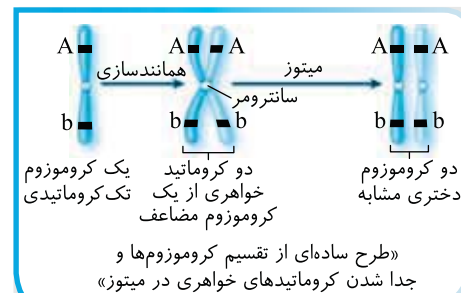 A A A A
همانندسازی میتوز
سانترومر
b b b b
یک کروموزوم
تک‌کروماتیدی
دو کروماتید
خواهری از یک
کروموزوم مضاعف
دو کروموزوم
دختری مشابه
«طرح ساده‌ای از تقسیم کروموزوم‌ها و
جدا شدن کروماتیدهای خواهری در میتوز»